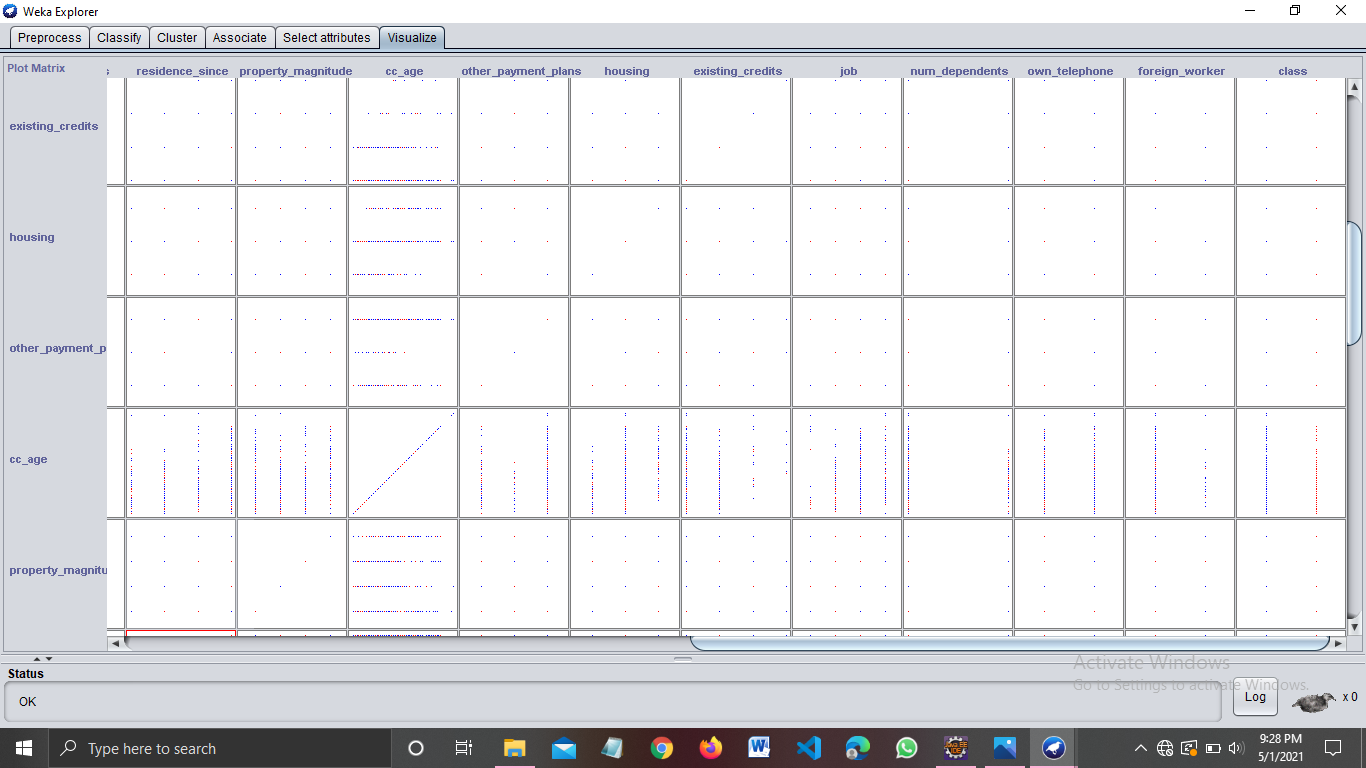 Weka Explorer
Preprocess Classify Cluster Associate Select attributes Visualize
Plot Matrix
residence_since property_magnitude cc_age other_payment_plans housing existing_credits job num_dependents own_telephone foreign_worker class
existing_credits
housing
other_payment_p
cc_age
property_magnitu
Activate Windows
Go to Settings to activate Windows.
Status
OK
Log
x 0
Type here to search
9:28 PM
5/1/2021